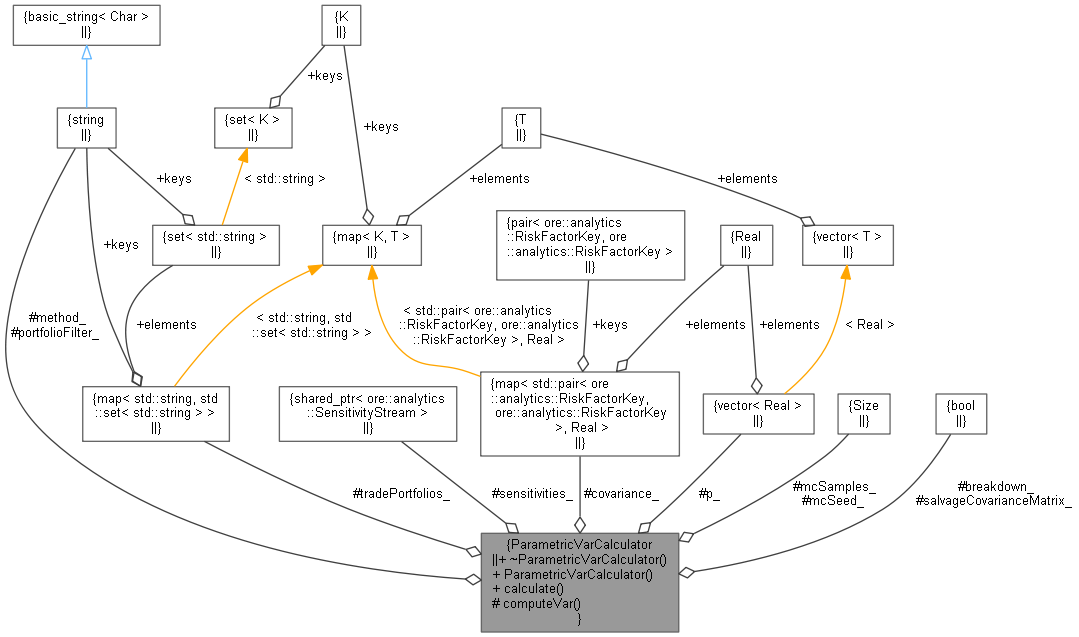 {basic_string< Char >
||}
{K
||}
+keys
{string
||}
{set< K >
||}
+keys
{T
||}
+keys
< std::string >
+elements
+elements
{set< std::string >
||}
{map< K, T >
||}
{pair< ore::analytics
::RiskFactorKey, ore
::analytics::RiskFactorKey >
||}
{Real
||}
{vector< T >
||}
+keys
#method_
#portfolioFilter_
+elements
< std::string, std
::set< std::string > >
< std::pair< ore::analytics
::RiskFactorKey, ore::analytics
::RiskFactorKey >, Real >
+keys
+elements
+elements
< Real >
{map< std::string, std
::set< std::string > >
||}
{shared_ptr< ore::analytics
::SensitivityStream >
||}
{map< std::pair< ore
::analytics::RiskFactorKey,
ore::analytics::RiskFactorKey
>, Real >
||}
{vector< Real >
||}
{Size
||}
{bool
||}
#tradePortfolios_
#sensitivities_
#covariance_
#p_
#mcSamples_
#mcSeed_
#breakdown_
#salvageCovarianceMatrix_
{ParametricVarCalculator
||+ ~ParametricVarCalculator()
+ ParametricVarCalculator()
+ calculate()
# computeVar()
}